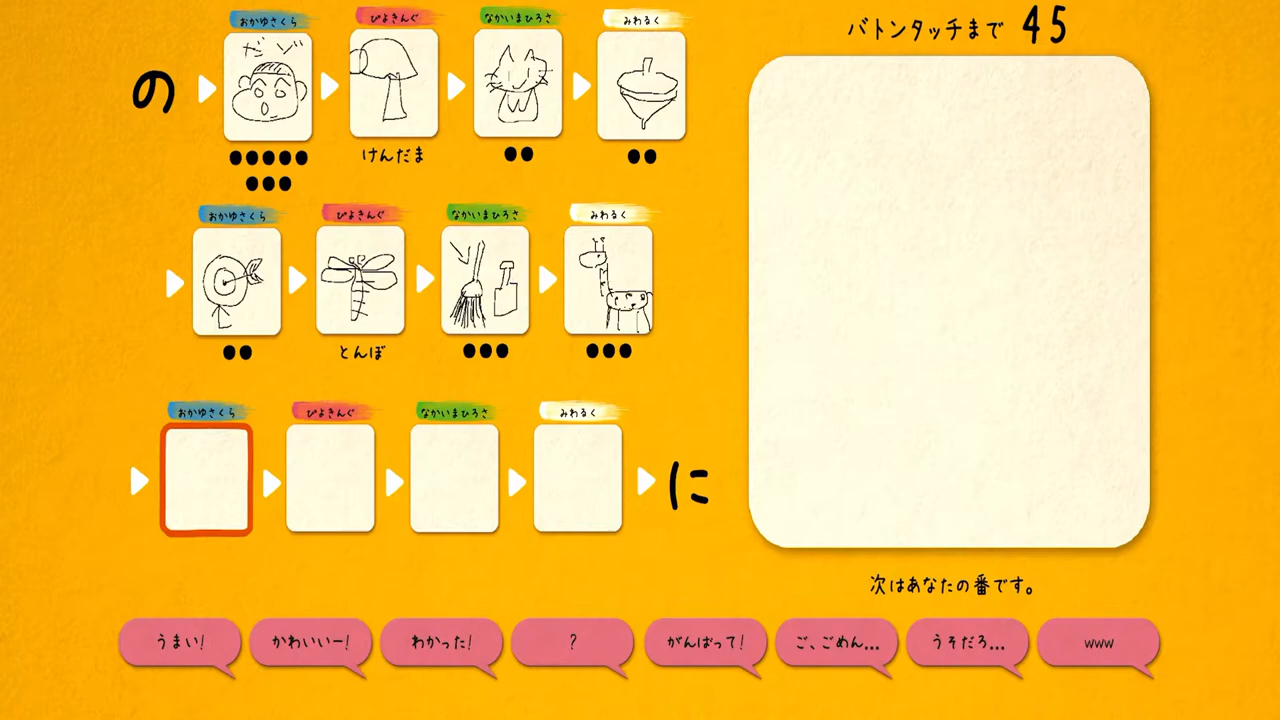 バトンタッチまで 45
おかゆさくら
ぴよきんぐ
なかいまひろさ
みわるく
の
だゾ
けんだま
おかゆさくら
ぴよきんぐ
なかいまひろさ
みわるく
とんぼ
おかゆさくら
ぴよきんぐ
なかいまひろさ
みわるく
に
次はあなたの番です。
うまい!
かわいいー!
わかった!
?
がんばって!
ご、ごめん...
うそだろ...
www